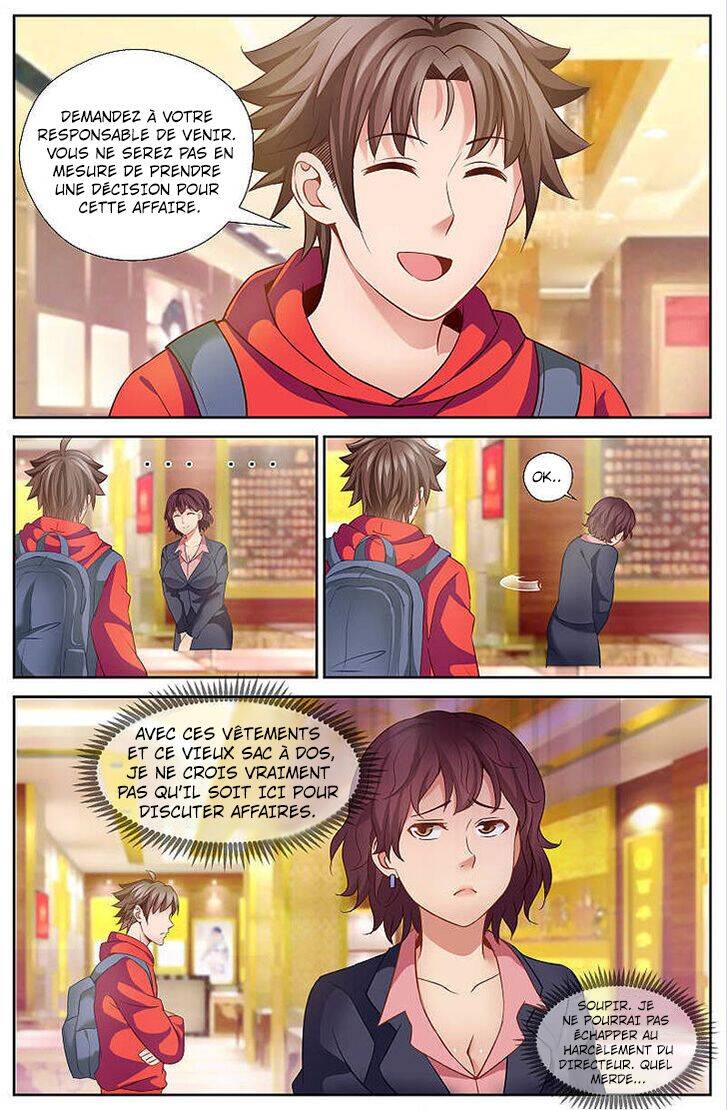 DEMANDEZ À VOTRE
RESPONSABLE DE VENIR.
VOUS NE SEREZ PAS EN
MESURE DE PRENDRE
UNE DÉCISION POUR
CETTE AFFAIRE.
... ...
OK..
AVEC CES VÊTEMENTS
ET CE VIEUX SAC À DOS,
JE NE CROIS VRAIMENT
PAS QU'IL SOIT ICI POUR
DISCUTER AFFAIRES.
SOUPIR. JE
NE POURRAI PAS
ÉCHAPPER AU
HARCÈLEMENT DU
DIRECTEUR. QUEL
MERDE...